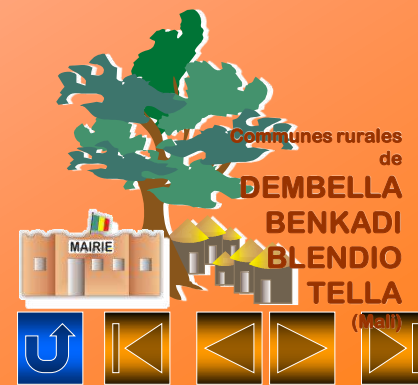 Communes rurales
de
DEMBELLA
BENKADI
BLENDIO
TELLA
(Mali)
MAIRIE